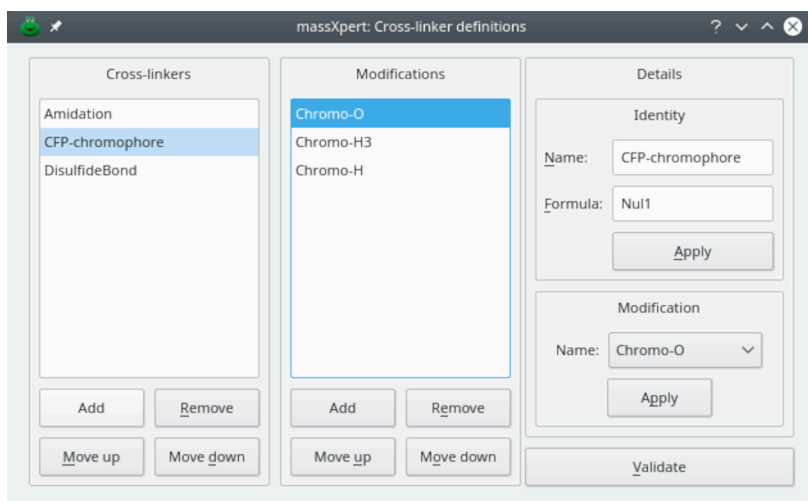 massXpert: Cross-linker definitions
Cross-linkers
Amidation
CFP-chromophore
DisulfideBond
Add
Remove
Move up
Move down
Modifications
Chromo-O
Chromo-H3
Chromo-H
Add
Remove
Move up
Move down
Details
Identity
Name: CFP-chromophore
Formula: Nul1
Apply
Modification
Name: Chromo-O
Apply
Validate